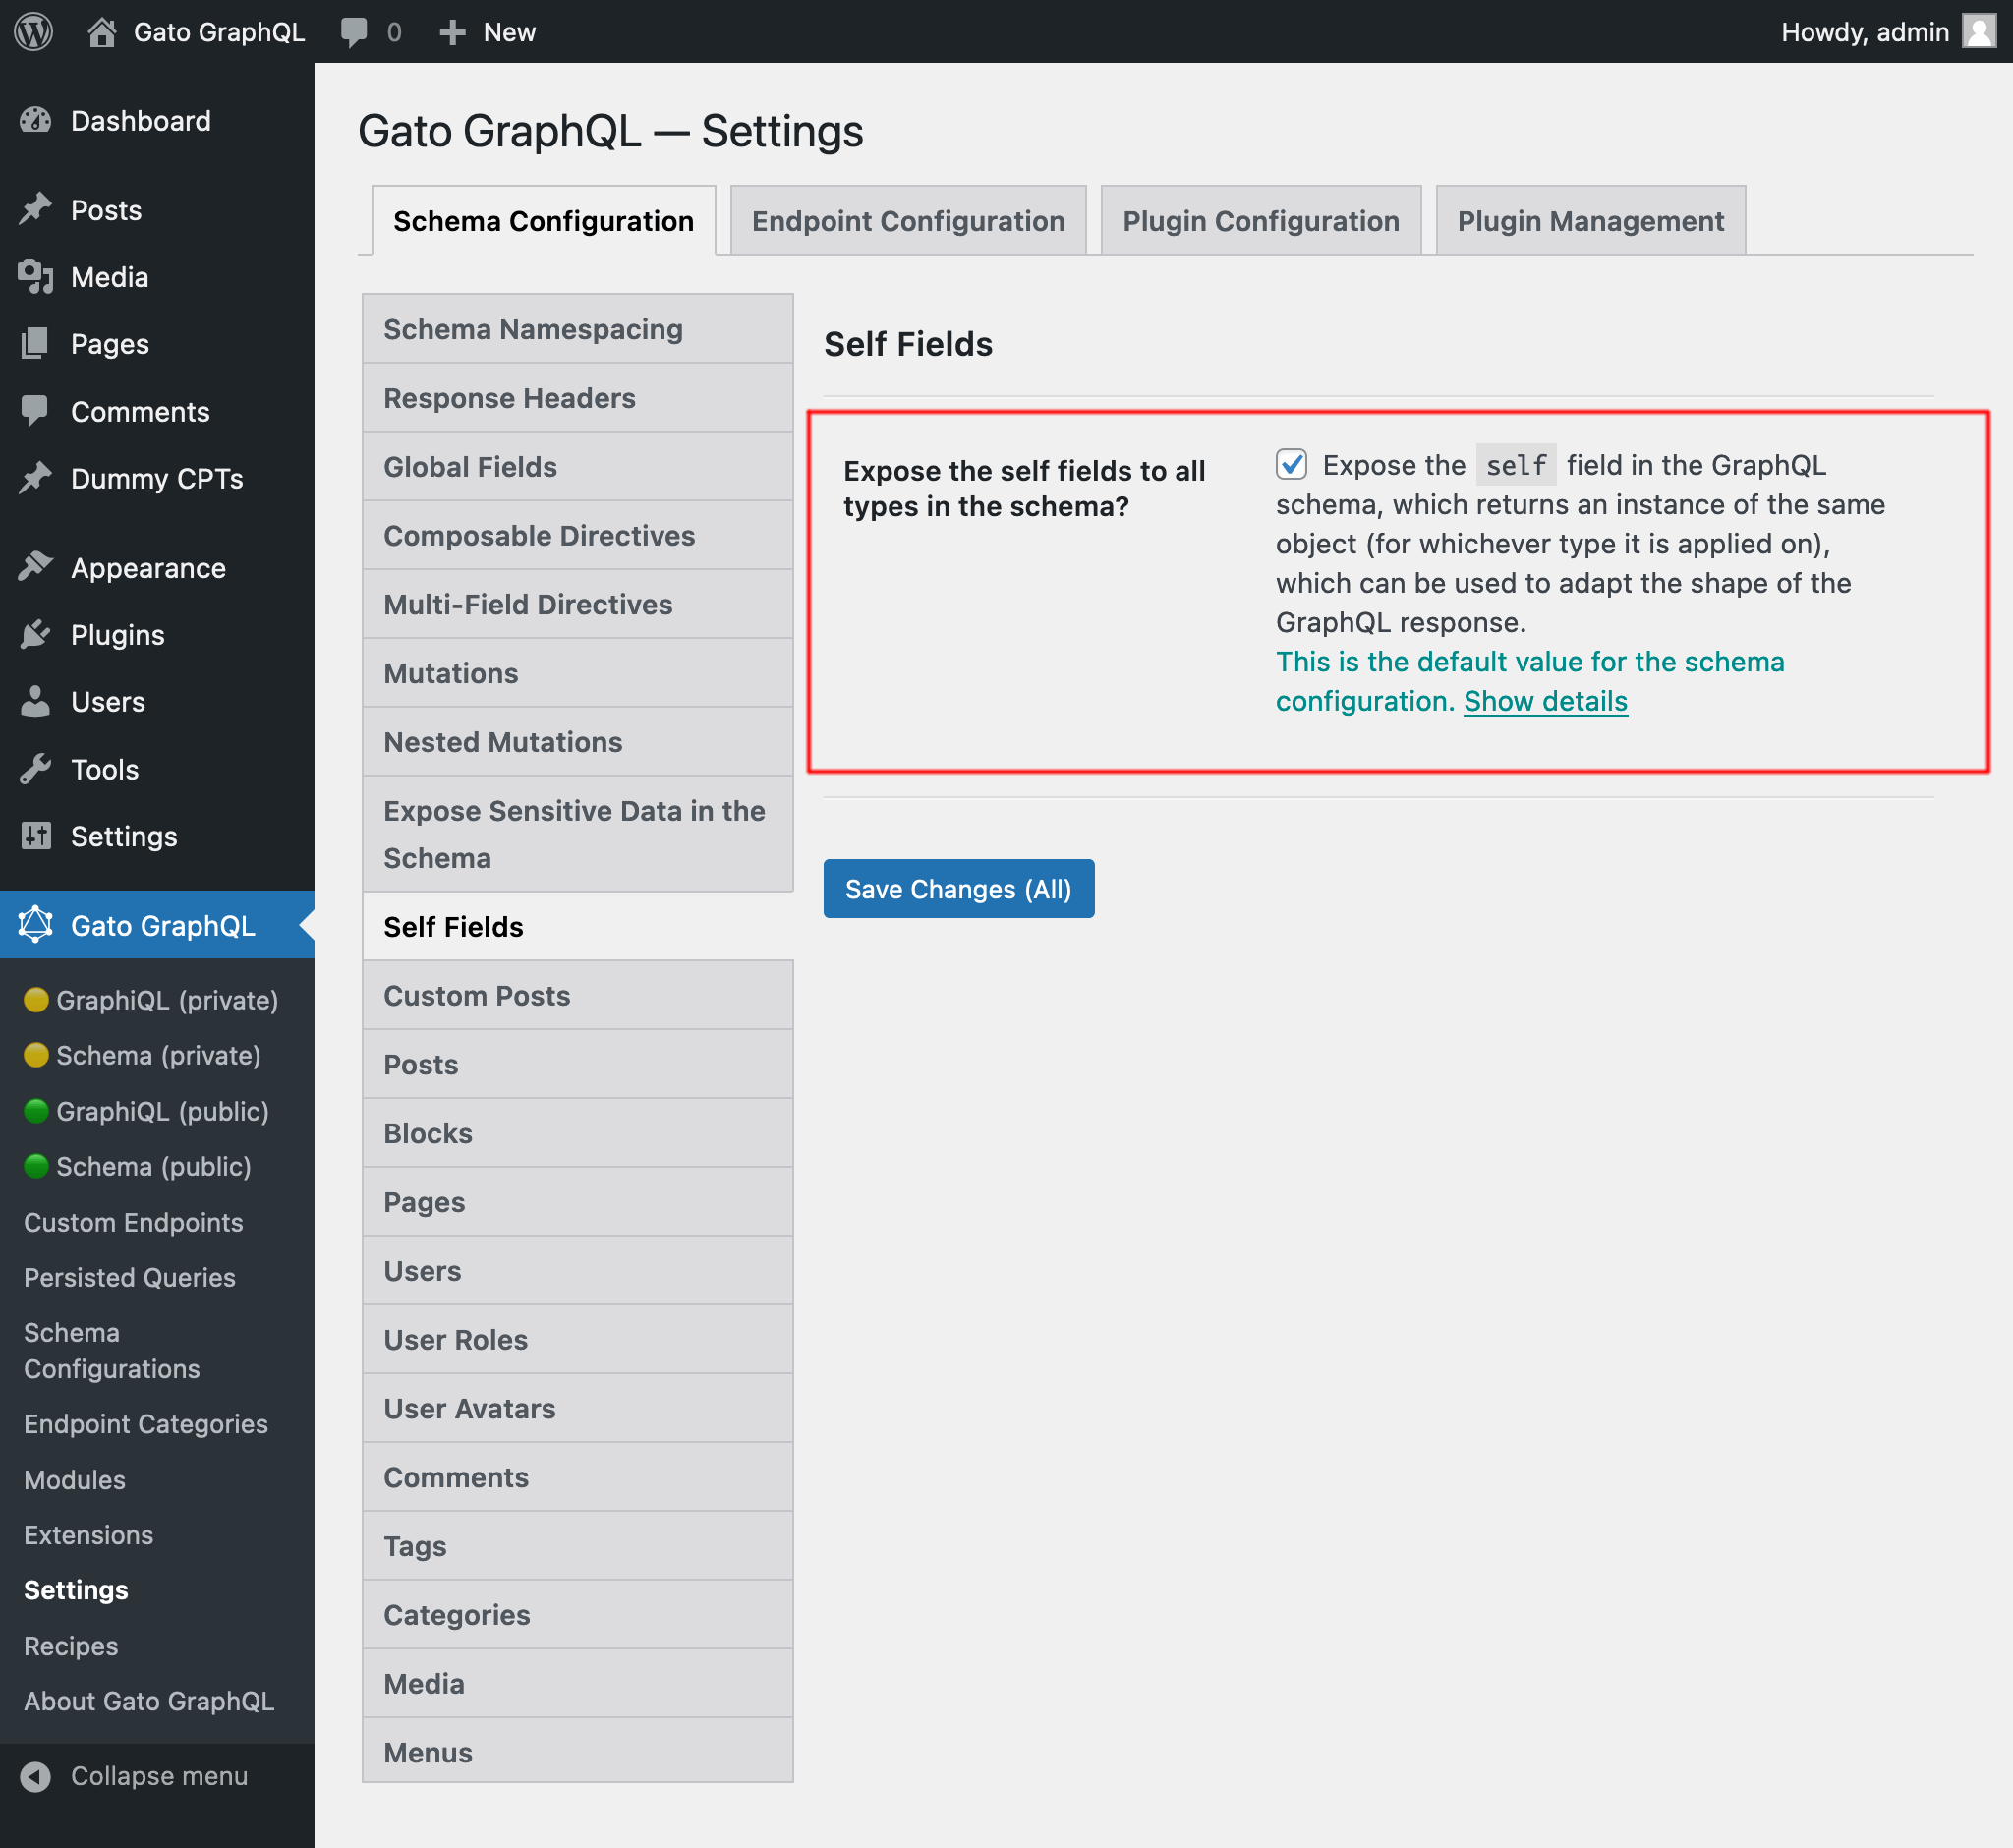 Gato GraphQL
0
New
Howdy, admin
Dashboard
Posts
Media
Pages
Comments
Dummy CPTs
Appearance
Plugins
Users
Tools
Settings
Gato GraphQL
GraphiQL (private)
Schema (private)
GraphiQL (public)
Schema (public)
Custom Endpoints
Persisted Queries
Schema
Configurations
Endpoint Categories
Modules
Extensions
Settings
Recipes
About Gato GraphQL
Collapse menu
Gato GraphQL — Settings
Schema Configuration
Endpoint Configuration
Plugin Configuration
Plugin Management
Schema Namespacing
Response Headers
Global Fields
Composable Directives
Multi-Field Directives
Mutations
Nested Mutations
Expose Sensitive Data in the
Schema
Self Fields
Custom Posts
Posts
Blocks
Pages
Users
User Roles
User Avatars
Comments
Tags
Categories
Media
Menus
Self Fields
Expose the self fields to all
types in the schema?
Expose the self field in the GraphQL
schema, which returns an instance of the same
object (for whichever type it is applied on),
which can be used to adapt the shape of the
GraphQL response.
This is the default value for the schema
configuration. Show details
Save Changes (All)